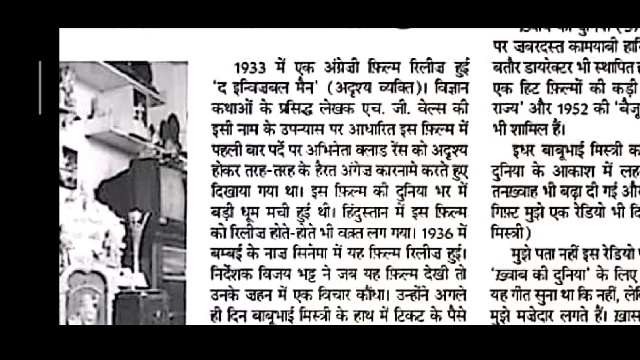 1933 में एक अंग्रेजी फ़िल्म रिलीज हुई
‘द इन्विजबल मैन’ (अदृश्य व्यक्ति)। विज्ञान
कथाओं के प्रसिद्ध लेखक एच. जी. वेल्स की
इसी नाम के उपन्यास पर आधारित इस फ़िल्म में
पहली बार पर्दे पर अभिनेता क्लाड रेंस को अदृश्य
होकर तरह-तरह के हैरत अंगेज कारनामे करते हुए
दिखाया गया था। इस फ़िल्म की दुनिया भर में
बड़ी धूम मची हुई थी। हिंदुस्तान में इस फ़िल्म
को रिलीज होते-होते भी वक़्त लग गया। 1936 में
बम्बई के नाज सिनेमा में यह फ़िल्म रिलीज हुई।
निर्देशक विजय भट्ट ने जब यह फ़िल्म देखी तो
उनके जहन में एक विचार कौंधा। उन्होंने अगले
ही दिन बाबूभाई मिस्त्री के हाथ में टिकट के पैसे
पर जबरदस्त कामयाबी
बतौर डायरेक्टर भी स्थापित
एक हिट फ़िल्मों की कड़ी
राज्य’ और 1952 की ‘बैजू
भी शामिल हैं।
इधर बाबूभाई मिस्त्री
दुनिया के आकाश में
तनख़्वाह भी बढ़ा दी गई
गिफ़्ट मुझे एक रेडियो भी
मिस्त्री)
मुझे पता नहीं इस रेडियो
‘ख़्वाब की दुनिया’ के लिए
यह गीत सुना था कि नहीं,
मुझे मजेदार लगते हैं।